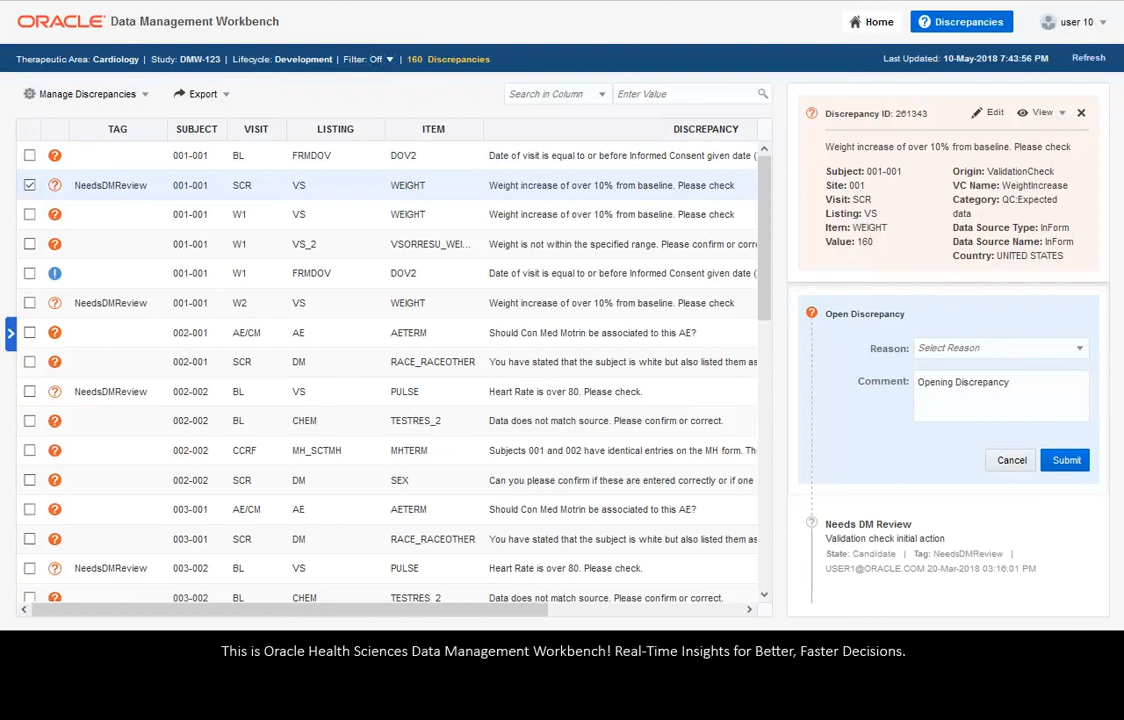 ORACLE Data Management Workbench
Home
Discrepancies
user 10
Therapeutic Area: Cardiology | Study: DMW-123 | Lifecycle: Development | Filter: Off | 160 Discrepancies
Last Updated: 10-May-2018 7:43:56 PM
Refresh
Manage Discrepancies
Export
Search in Column
Enter Value
TAG SUBJECT VISIT LISTING ITEM DISCREPANCY
001-001 BL FRMDOV DOV2 Date of visit is equal to or before Informed Consent given date (
NeedsDMReview 001-001 SCR VS WEIGHT Weight increase of over 10% from baseline. Please check
001-001 W1 VS WEIGHT Weight increase of over 10% from baseline. Please check
001-001 W1 VS_2 VSORRESU_WEI... Weight is not within the specified range. Please confirm or corre
001-001 W1 FRMDOV DOV2 Date of visit is equal to or before Informed Consent given date (
NeedsDMReview 001-001 W2 VS WEIGHT Weight increase of over 10% from baseline. Please check
002-001 AE/CM AE AETERM Should Con Med Motrin be associated to this AE?
002-001 SCR DM RACE_RACEOTHER You have stated that the subject is white but also listed them as
NeedsDMReview 002-002 BL VS PULSE Heart Rate is over 80. Please check.
002-002 BL CHEM TESTRES_2 Data does not match source. Please confirm or correct.
002-002 CCRF MH_SCTMH MHTERM Subjects 001 and 002 have identical entries on the MH form. The
002-002 SCR DM SEX Can you please confirm if these are entered correctly or if one
003-001 AE/CM AE AETERM Should Con Med Motrin be associated to this AE?
003-001 SCR DM RACE_RACEOTHER You have stated that the subject is white but also listed them as
NeedsDMReview 003-002 BL VS PULSE Heart Rate is over 80. Please check.
003-002 BL CHEM TESTRES_2 Data does not match source. Please confirm or correct.
Discrepancy ID: 261343
Edit
View
Weight increase of over 10% from baseline. Please check
Subject: 001-001
Site: 001
Visit: SCR
Listing: VS
Item: WEIGHT
Value: 160
Origin: ValidationCheck
VC Name: WeightIncrease
Category: QC:Expected
data
Data Source Type: InForm
Data Source Name: InForm
Country: UNITED STATES
Open Discrepancy
Reason: Select Reason
Comment: Opening Discrepancy
Cancel
Submit
Needs DM Review
Validation check initial action
State: Candidate | Tag: NeedsDMReview |
USER1@ORACLE.COM 20-Mar-2018 03:16:01 PM
This is Oracle Health Sciences Data Management Workbench! Real-Time Insights for Better, Faster Decisions.